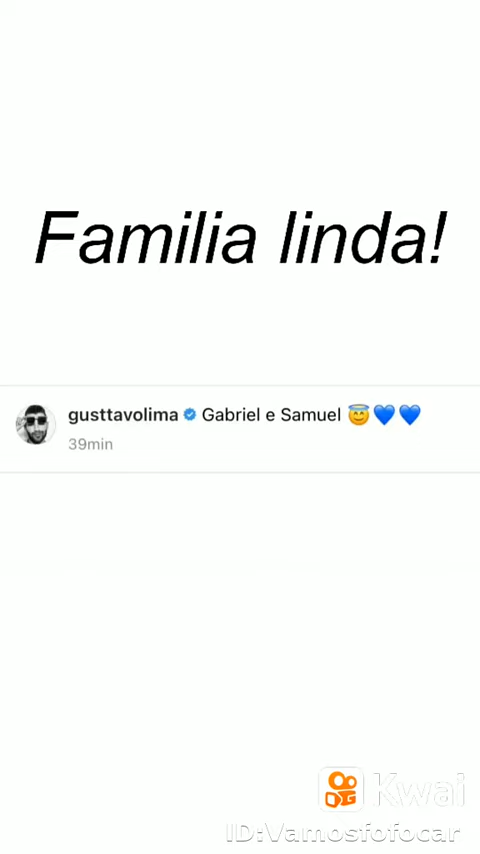 Familia linda!
gusttavolima Gabriel e Samuel 😇💙💙
39min
Kwai
ID:Vamosfofocar